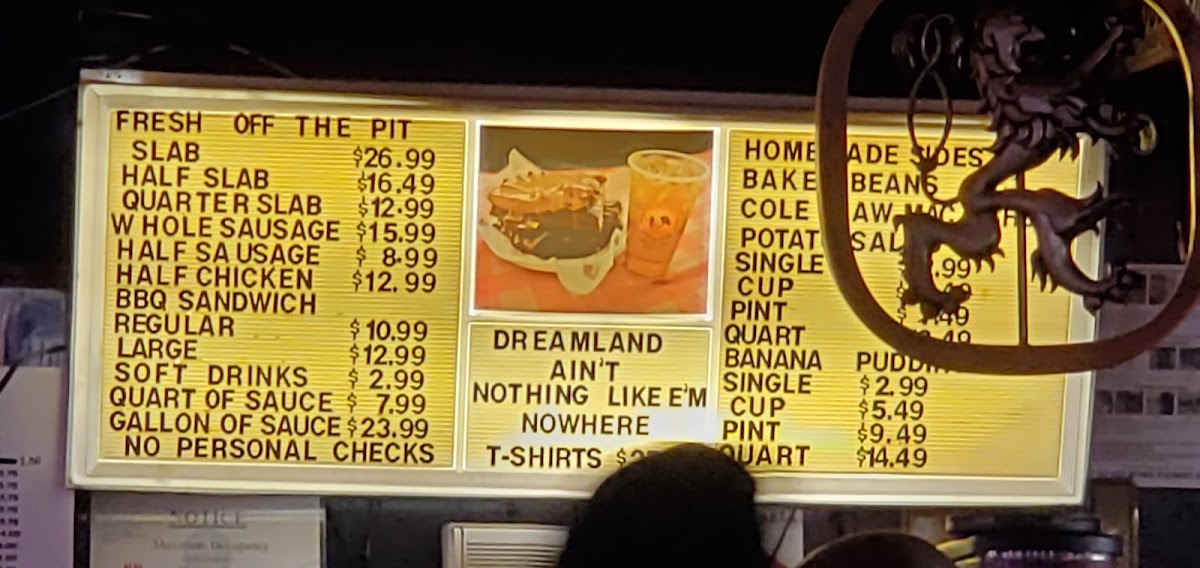 FRESH OFF THE PIT
SLAB $26.99
HALF SLAB $16.49
QUARTER SLAB $12.99
WHOLE SAUSAGE $15.99
HALF SAUSAGE $ 8.99
HALF CHICKEN $12.99
BBQ SANDWICH
REGULAR $10.99
LARGE $12.99
SOFT DRINKS $ 2.99
QUART OF SAUCE $ 7.99
GALLON OF SAUCE $23.99
NO PERSONAL CHECKS
DREAMLAND
AIN'T
NOTHING LIKE E'M
NOWHERE
T-SHIRTS
SIDES
BEANS
COLE
SINGLE
CUP
PINT
QUART
BANANA
SINGLE $2.99
CUP $5.49
PINT $9.49
QUART $14.49
NOTICE
Maximum Occupancy